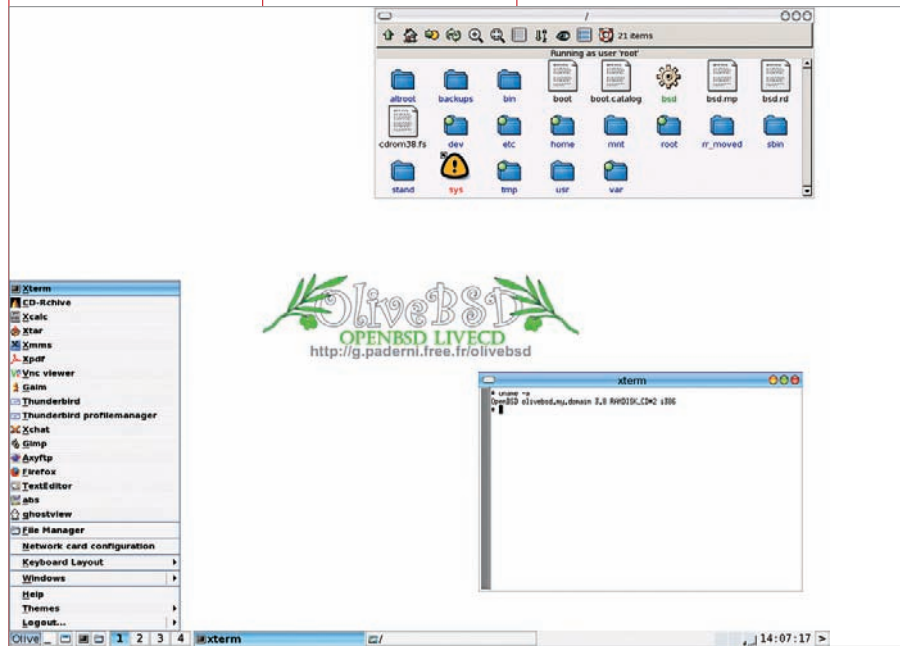 /
21 items
Running as user 'root'
altroot backups bin boot boot.catalog bsd bsd.mp bsd.rd
cdrom38.fs dev etc home mnt root rr_moved sbin
stand sys tmp usr var
OliveBSD
OPENBSD LIVECD
http://g.paderni.free.fr/olivebsd
Xterm
CD-Rchive
Xcalc
Xtar
Xmms
Xpdf
Vnc viewer
Gaim
Thunderbird
Thunderbird profilemanager
Xchat
Gimp
Axyftp
Firefox
TextEditor
abs
ghostview
File Manager
Network card configuration
Keyboard Layout
Windows
Help
Themes
Logout...
xterm
# uname -a
OpenBSD olivebsd.my.domain 3.8 RAMDISK_CD#2 i386
#
Olive 1 2 3 4 xterm / 14:07:17 >